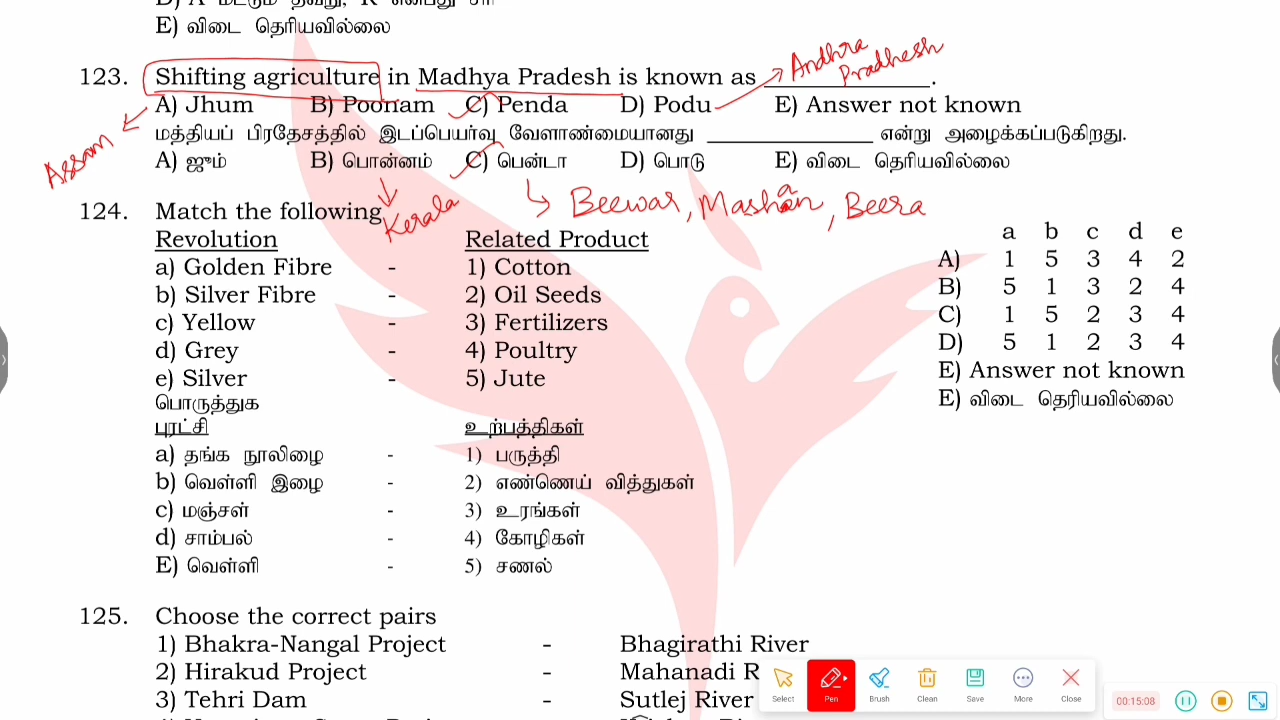 E) விடை தெரியவில்லை
123. Shifting agriculture in Madhya Pradesh is known as ____________.
Andhra Pradhesh
A) Jhum B) Poonam C) Penda D) Podu E) Answer not known
மத்தியப் பிரதேசத்தில் இடப்பெயர்வு வேளாண்மையானது ____________ என்று அழைக்கப்படுகிறது.
Assam
A) ஜும் B) பொன்னம் C) பென்டா D) பொடு E) விடை தெரியவில்லை
Kerala
Beewar, Mashaan, Beera
124. Match the following
Revolution Related Product
a) Golden Fibre - 1) Cotton
b) Silver Fibre - 2) Oil Seeds
c) Yellow - 3) Fertilizers
d) Grey - 4) Poultry
e) Silver - 5) Jute
a b c d e
A) 1 5 3 4 2
B) 5 1 3 2 4
C) 1 5 2 3 4
D) 5 1 2 3 4
E) Answer not known
E) விடை தெரியவில்லை
பொருத்துக
புரட்சி உற்பத்திகள்
a) தங்க நூலிழை - 1) பருத்தி
b) வெள்ளி இழை - 2) எண்ணெய் வித்துகள்
c) மஞ்சள் - 3) உரங்கள்
d) சாம்பல் - 4) கோழிகள்
E) வெள்ளி - 5) சணல்
125. Choose the correct pairs
1) Bhakra-Nangal Project - Bhagirathi River
2) Hirakud Project - Mahanadi R
3) Tehri Dam - Sutlej River
Select Pen Brush Clean Save More Close
00:15:08